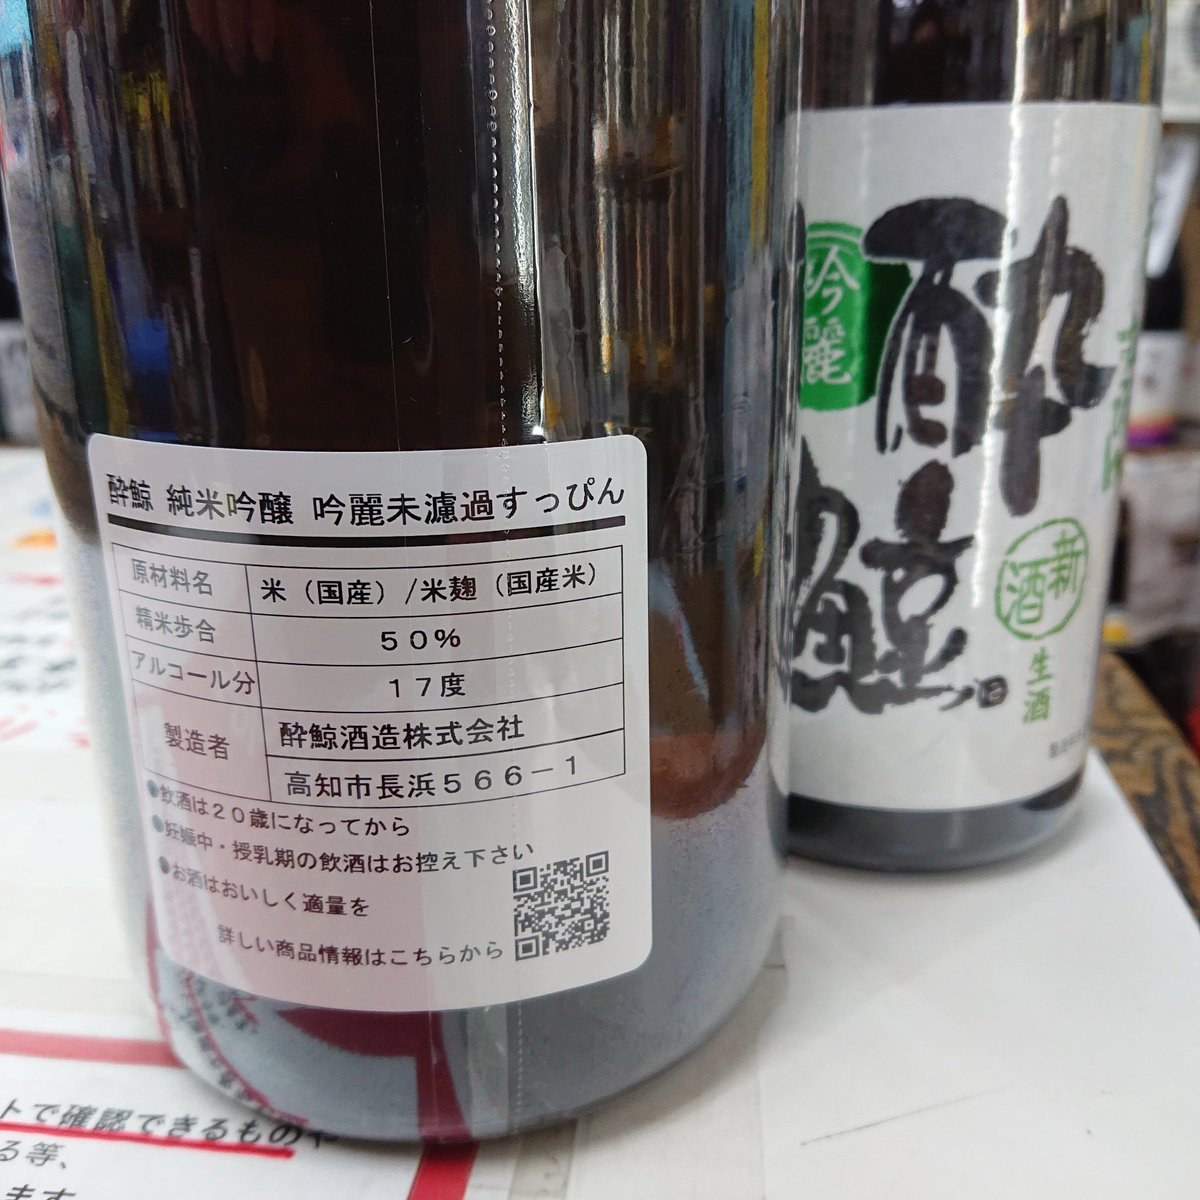 酔鯨 純米吟醸 吟麗未濾過すっぴん
原材料名 米（国産）/米麹（国産米）
精米歩合 50%
アルコール分 17度
製造者 酔鯨酒造株式会社
高知市長浜566-1
●飲酒は20歳になってから
●妊娠中・授乳期の飲酒はお控え下さい
●お酒はおいしく適量を
詳しい商品情報はこちらから
酔鯨
吟麗
新酒
生酒
トで確認できるものや
る等、
ます